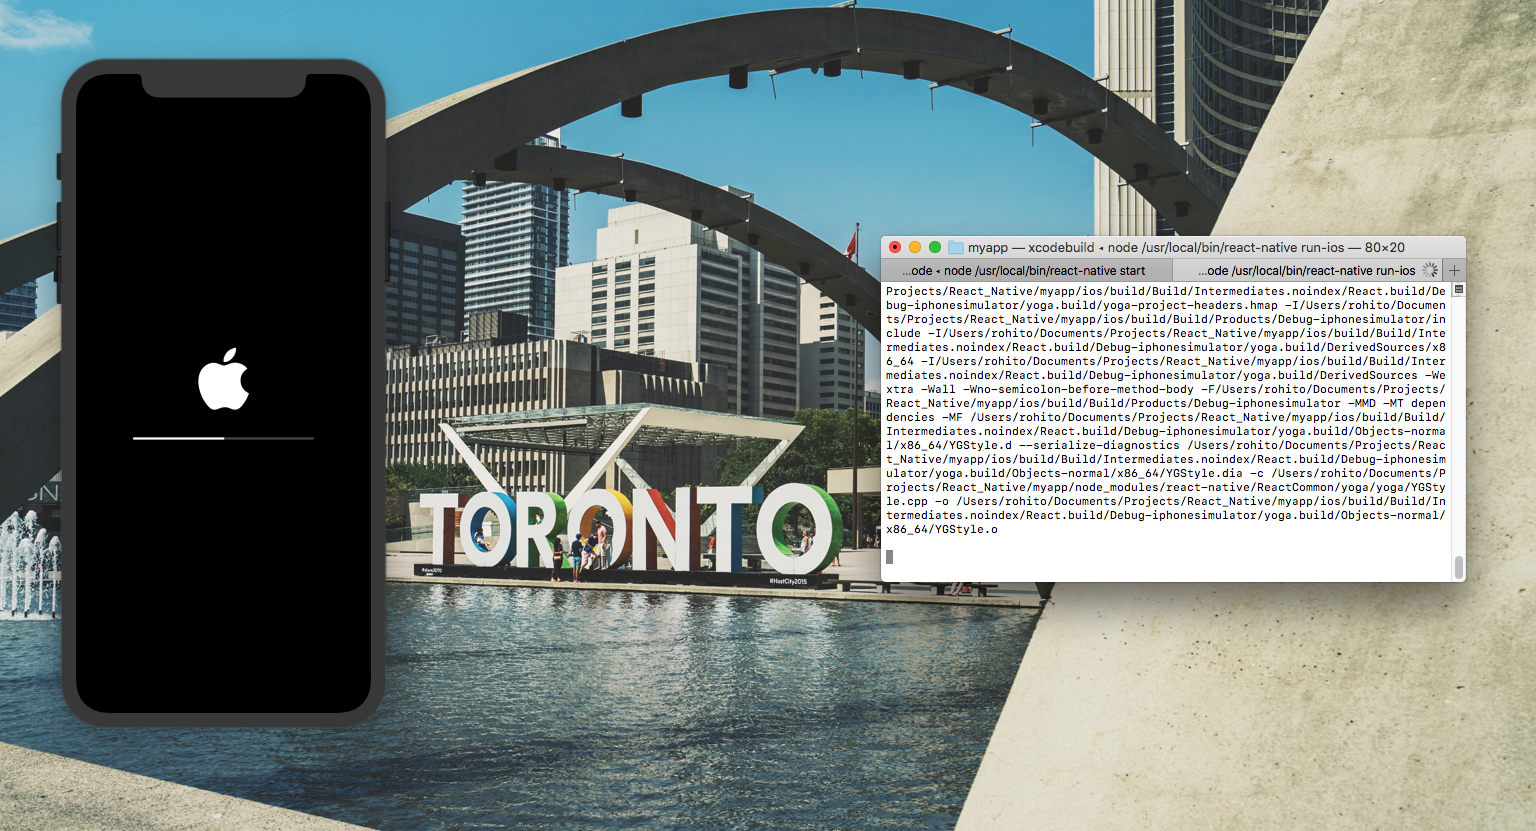 TORONTO
#HostCity2015
myapp — xcodebuild ◂ node /usr/local/bin/react-native run-ios — 80×20
...ode ◂ node /usr/local/bin/react-native start
...ode /usr/local/bin/react-native run-ios
Projects/React_Native/myapp/ios/build/Build/Intermediates.noindex/React.build/De
bug-iphonesimulator/yoga.build/yoga-project-headers.hmap -I/Users/rohito/Documen
ts/Projects/React_Native/myapp/ios/build/Build/Products/Debug-iphonesimulator/in
clude -I/Users/rohito/Documents/Projects/React_Native/myapp/ios/build/Build/Inte
rmediates.noindex/React.build/Debug-iphonesimulator/yoga.build/DerivedSources/x8
6_64 -I/Users/rohito/Documents/Projects/React_Native/myapp/ios/build/Build/Inter
mediates.noindex/React.build/Debug-iphonesimulator/yoga.build/DerivedSources -We
xtra -Wall -Wno-semicolon-before-method-body -F/Users/rohito/Documents/Projects/
React_Native/myapp/ios/build/Build/Products/Debug-iphonesimulator -MMD -MT depen
dencies -MF /Users/rohito/Documents/Projects/React_Native/myapp/ios/build/Build/
Intermediates.noindex/React.build/Debug-iphonesimulator/yoga.build/Objects-norma
l/x86_64/YGStyle.d --serialize-diagnostics /Users/rohito/Documents/Projects/Reac
t_Native/myapp/ios/build/Build/Intermediates.noindex/React.build/Debug-iphonesim
ulator/yoga.build/Objects-normal/x86_64/YGStyle.dia -c /Users/rohito/Documents/P
rojects/React_Native/myapp/node_modules/react-native/ReactCommon/yoga/yoga/YGSty
le.cpp -o /Users/rohito/Documents/Projects/React_Native/myapp/ios/build/Build/In
termediates.noindex/React.build/Debug-iphonesimulator/yoga.build/Objects-normal/
x86_64/YGStyle.o